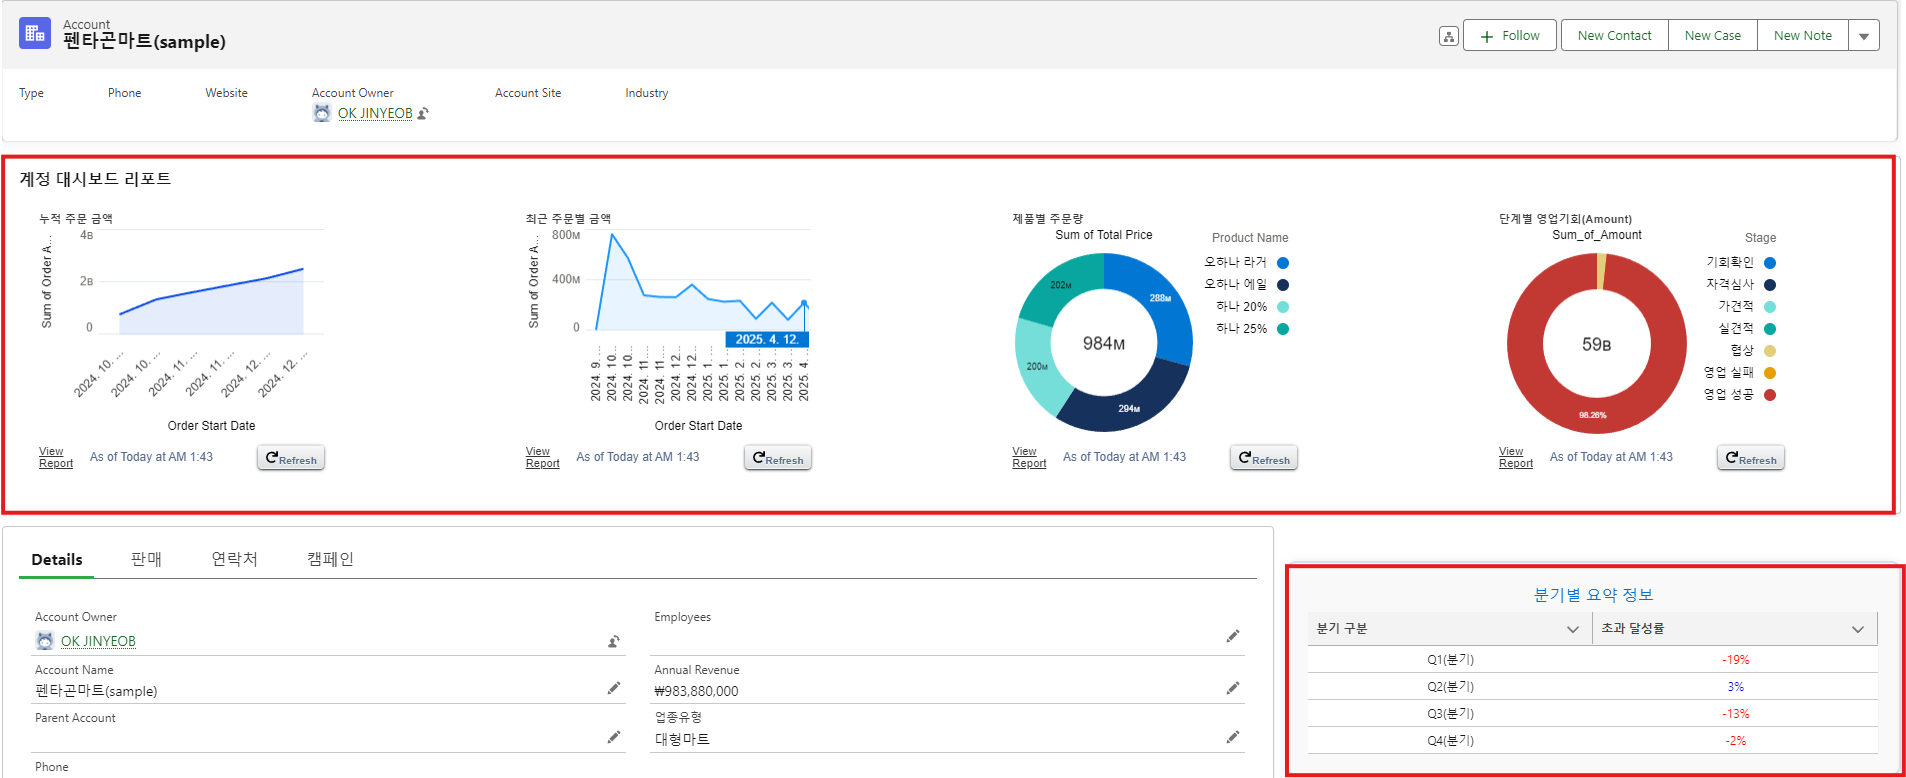 Account
펜타곤마트(sample)
+ Follow
New Contact
New Case
New Note
Type
Phone
Website
Account Owner
Account Site
Industry
OK JINYEOB
계정 대시보드 리포트
누적 주문 금액
Sum of Order A...
4B
2B
0
2024. 10. ...
2024. 10. ...
2024. 11. ...
2024. 11. ...
2024. 12. ...
2024. 12. ...
Order Start Date
View Report
As of Today at AM 1:43
Refresh
최근 주문별 금액
Sum of Order A...
800M
400M
0
2025. 4. 12.
2024. 9. ...
2024. 10...
2024. 10...
2024. 11...
2024. 11...
2024. 12...
2024. 12...
2025. 1. ...
2025. 1. ...
2025. 2. ...
2025. 2. ...
2025. 3. ...
2025. 3. ...
2025. 4. ...
Order Start Date
View Report
As of Today at AM 1:43
Refresh
제품별 주문량
Sum of Total Price
Product Name
오하나 라거
오하나 에일
하나 20%
하나 25%
202M
288M
984M
200M
294M
View Report
As of Today at AM 1:43
Refresh
단계별 영업기회(Amount)
Sum_of_Amount
Stage
기회확인
자격심사
가견적
실견적
협상
영업 실패
영업 성공
59B
98.26%
View Report
As of Today at AM 1:43
Refresh
Details
판매
연락처
캠페인
Account Owner
OK JINYEOB
Employees
Account Name
펜타곤마트(sample)
Annual Revenue
₩983,880,000
Parent Account
업종유형
대형마트
Phone
분기별 요약 정보
분기 구분
초과 달성률
Q1(분기)
-19%
Q2(분기)
3%
Q3(분기)
-13%
Q4(분기)
-2%